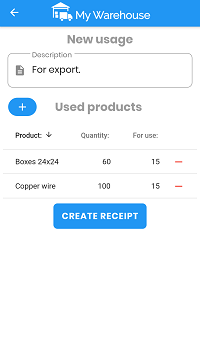 My Warehouse
New usage
Description
For export.
+ Used products
Product: ↓ Quantity: For use:
Boxes 24x24 60 15 −
Copper wire 100 15 −
CREATE RECEIPT